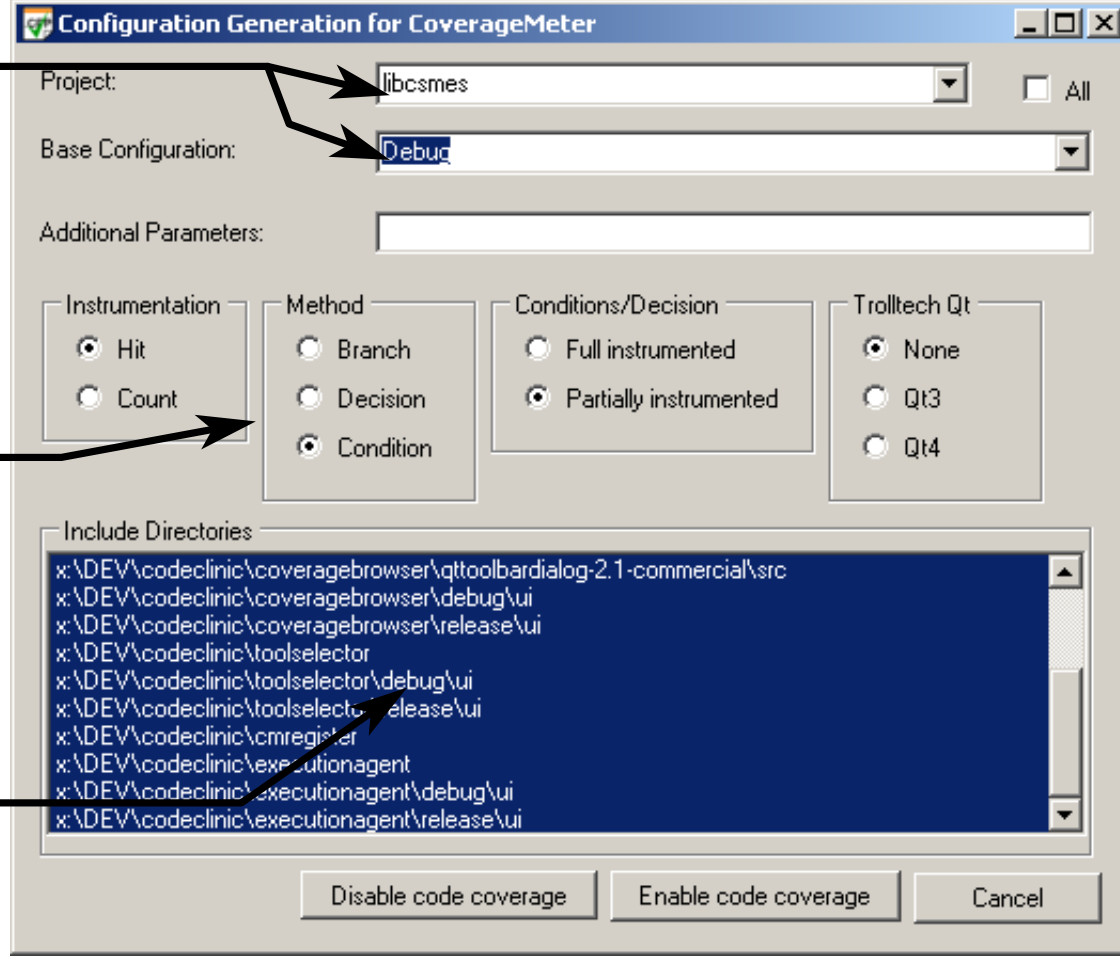 Configuration Generation for CoverageMeter
Project:
libcsmes
All
Base Configuration:
Debug
Additional Parameters:
Instrumentation
Hit
Count
Method
Branch
Decision
Condition
Conditions/Decision
Full instrumented
Partially instrumented
Trolltech Qt
None
Qt3
Qt4
Include Directories
x:\DEV\codeclinic\coveragebrowser\qttoolbardialog-2.1-commercial\src
x:\DEV\codeclinic\coveragebrowser\debug\ui
x:\DEV\codeclinic\coveragebrowser\release\ui
x:\DEV\codeclinic\toolselector
x:\DEV\codeclinic\toolselector\debug\ui
x:\DEV\codeclinic\toolselector\release\ui
x:\DEV\codeclinic\cmregister
x:\DEV\codeclinic\executionagent
x:\DEV\codeclinic\executionagent\debug\ui
x:\DEV\codeclinic\executionagent\release\ui
Disable code coverage
Enable code coverage
Cancel